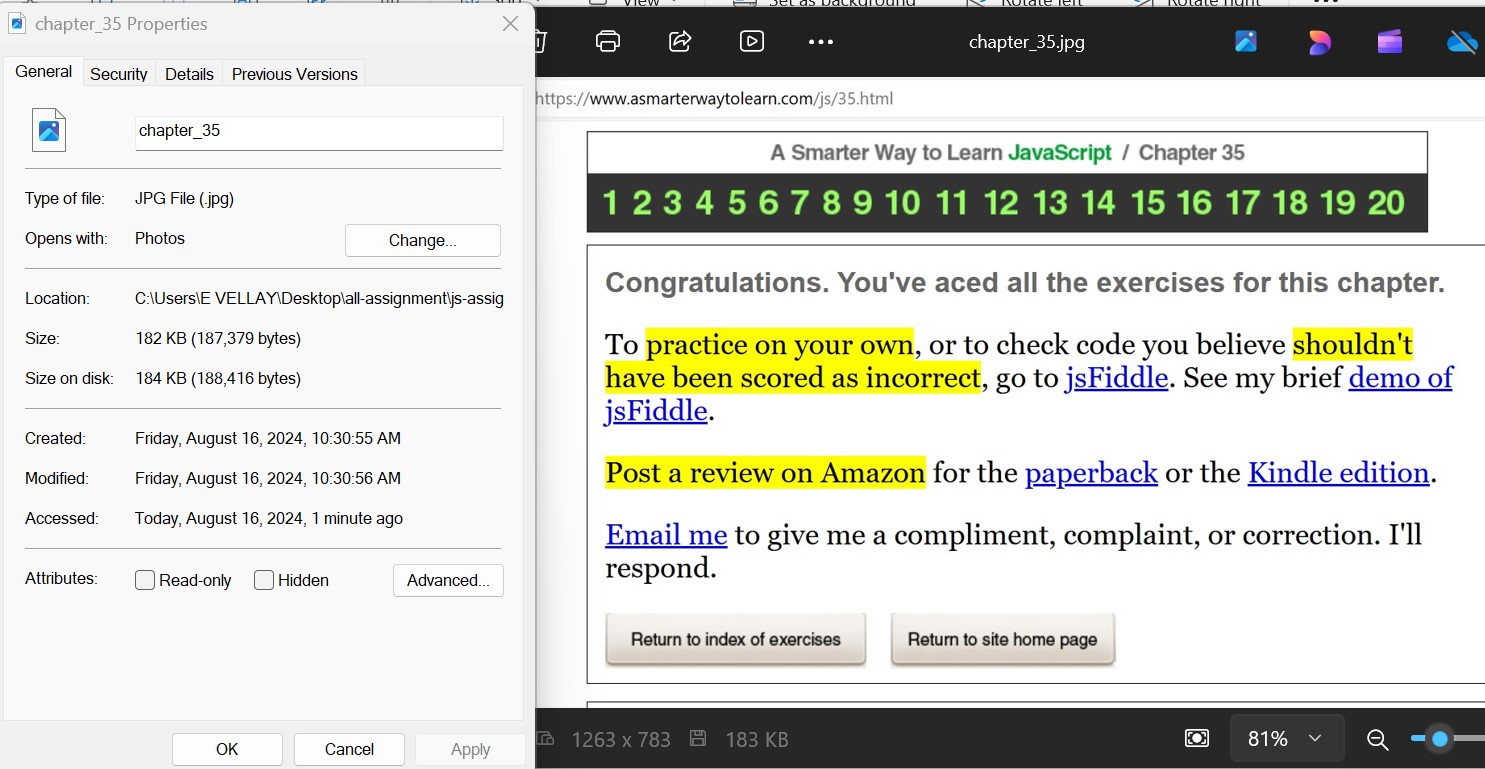 View
Set as background
Rotate left
Rotate right
chapter_35 Properties
General Security Details Previous Versions
chapter_35
Type of file: JPG File (.jpg)
Opens with: Photos Change...
Location: C:\Users\E VELLAY\Desktop\all-assignment\js-assig
Size: 182 KB (187,379 bytes)
Size on disk: 184 KB (188,416 bytes)
Created: Friday, August 16, 2024, 10:30:55 AM
Modified: Friday, August 16, 2024, 10:30:56 AM
Accessed: Today, August 16, 2024, 1 minute ago
Attributes: Read-only Hidden Advanced...
OK Cancel Apply
chapter_35.jpg
https://www.asmarterwaytolearn.com/js/35.html
A Smarter Way to Learn JavaScript / Chapter 35
1 2 3 4 5 6 7 8 9 10 11 12 13 14 15 16 17 18 19 20
Congratulations. You've aced all the exercises for this chapter.
To practice on your own, or to check code you believe shouldn't
have been scored as incorrect, go to jsFiddle. See my brief demo of
jsFiddle.
Post a review on Amazon for the paperback or the Kindle edition.
Email me to give me a compliment, complaint, or correction. I'll
respond.
Return to index of exercises Return to site home page
1263 x 783 183 KB 81%